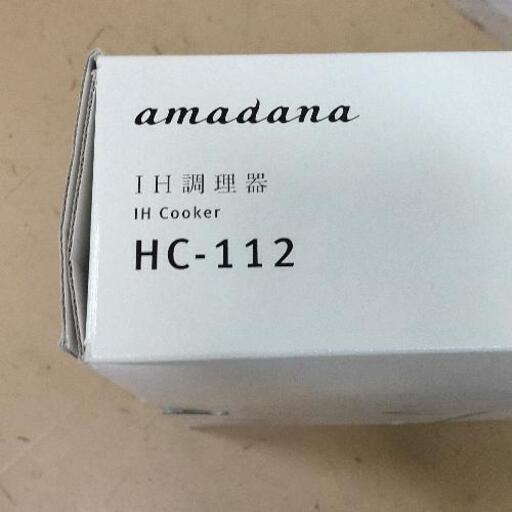 amadana
IH調理器
IH Cooker
HC-112